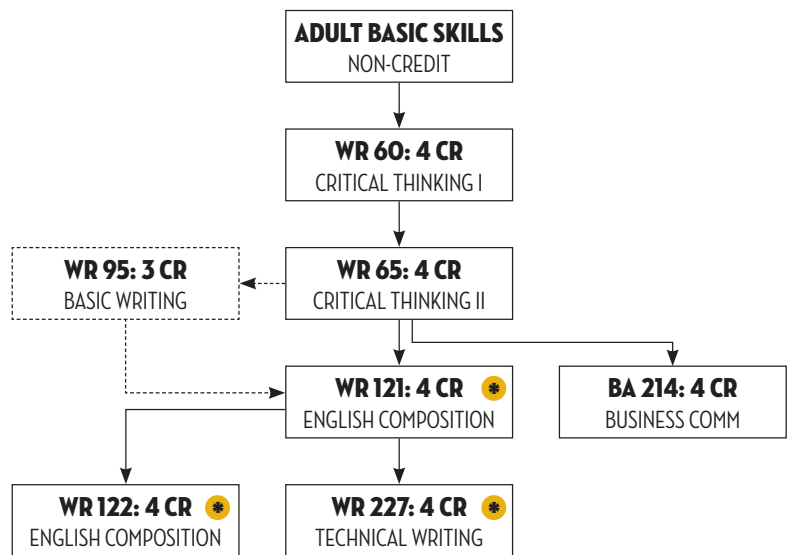 ADULT BASIC SKILLS
NON-CREDIT
WR 60: 4 CR
CRITICAL THINKING I
WR 95: 3 CR
BASIC WRITING
WR 65: 4 CR
CRITICAL THINKING II
WR 121: 4 CR *
ENGLISH COMPOSITION
BA 214: 4 CR
BUSINESS COMM
WR 122: 4 CR *
ENGLISH COMPOSITION
WR 227: 4 CR *
TECHNICAL WRITING